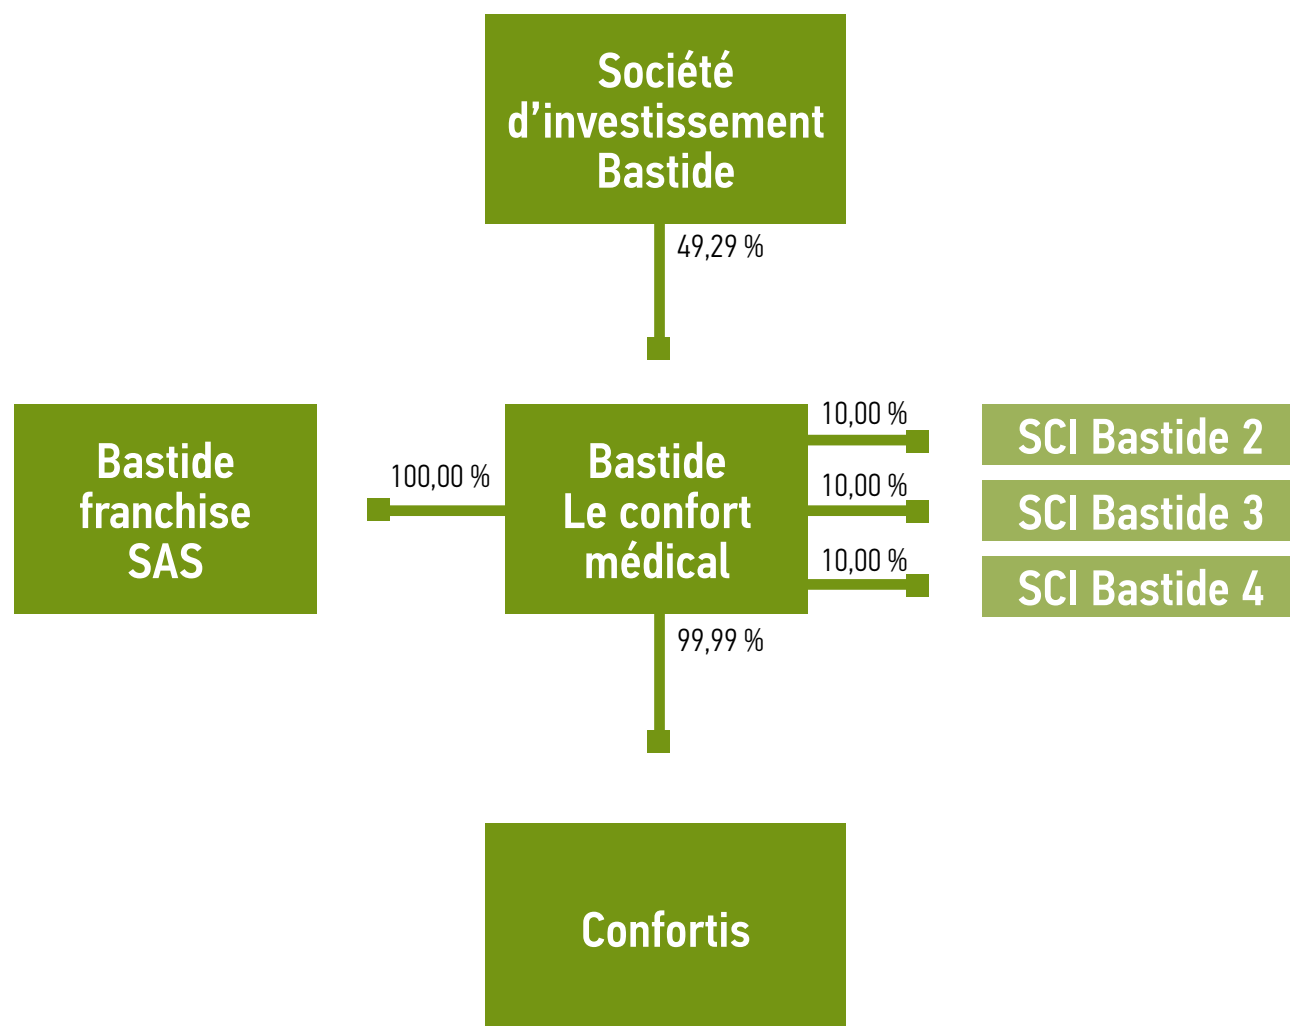 Société
d’investissement
Bastide
49,29 %
Bastide
franchise
SAS
100,00 %
Bastide
Le confort
médical
10,00 %
SCI Bastide 2
10,00 %
SCI Bastide 3
10,00 %
SCI Bastide 4
99,99 %
Confortis